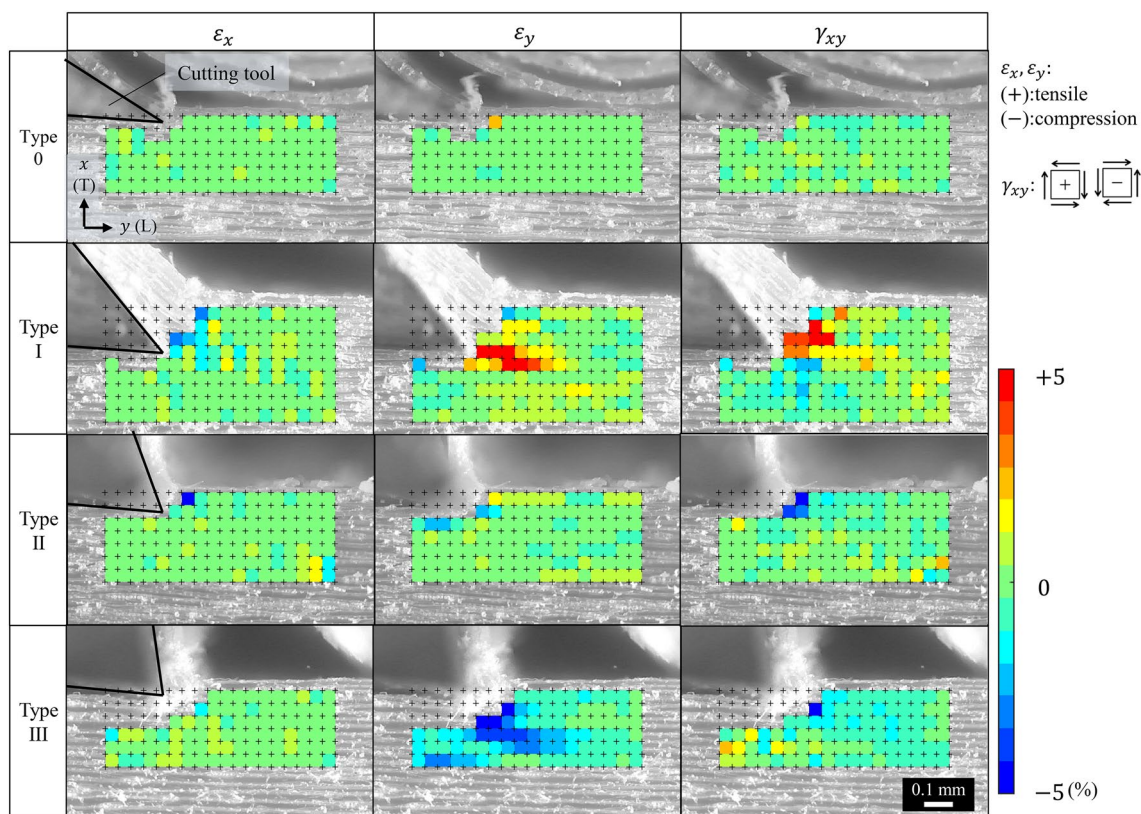 εx εy γxy
Cutting tool
Type
0
x
(T)
y (L)
Type
I
Type
II
Type
III
0.1 mm
εx, εy:
(+):tensile
(−):compression
γxy: + −
+5
0
−5 (%)